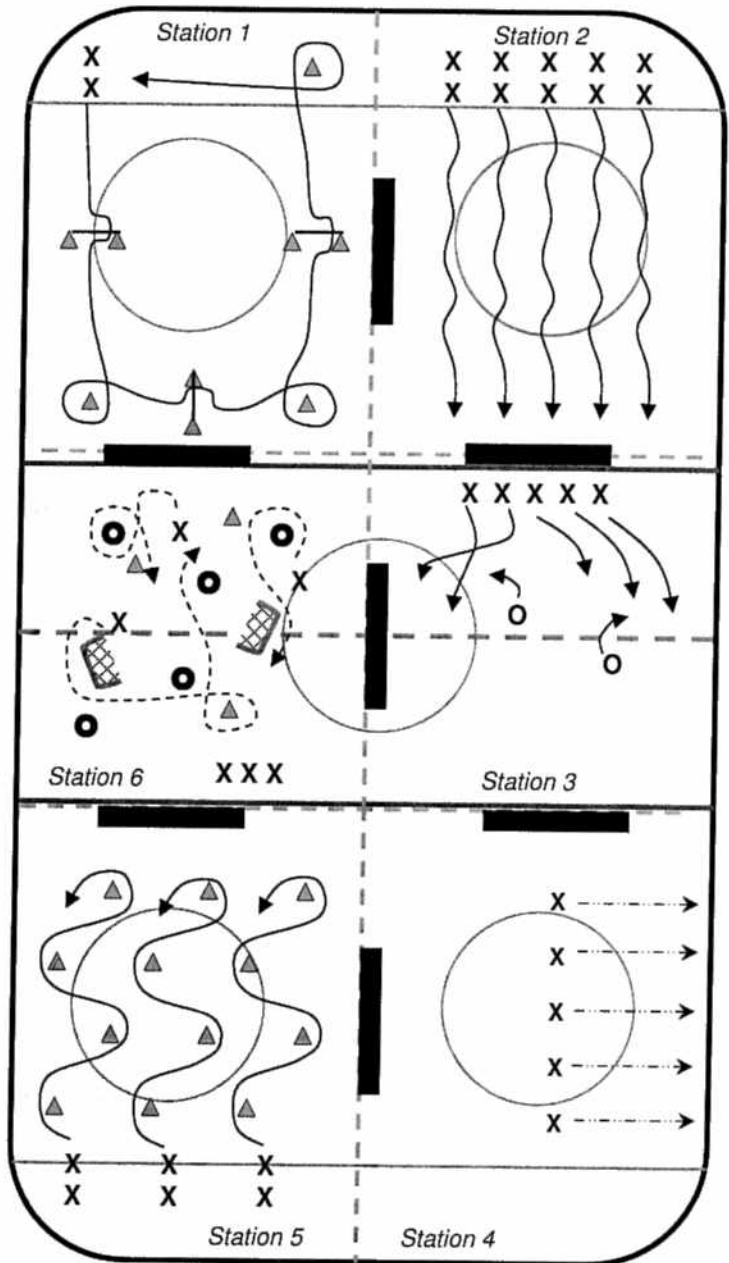 Station 1
Station 2
X X X X X X
X X X X X X
X X X X X
X
X
X
O
O
Station 6
X X X
Station 3
X
X
X
X
X
X X X
X X X
Station 5
Station 4